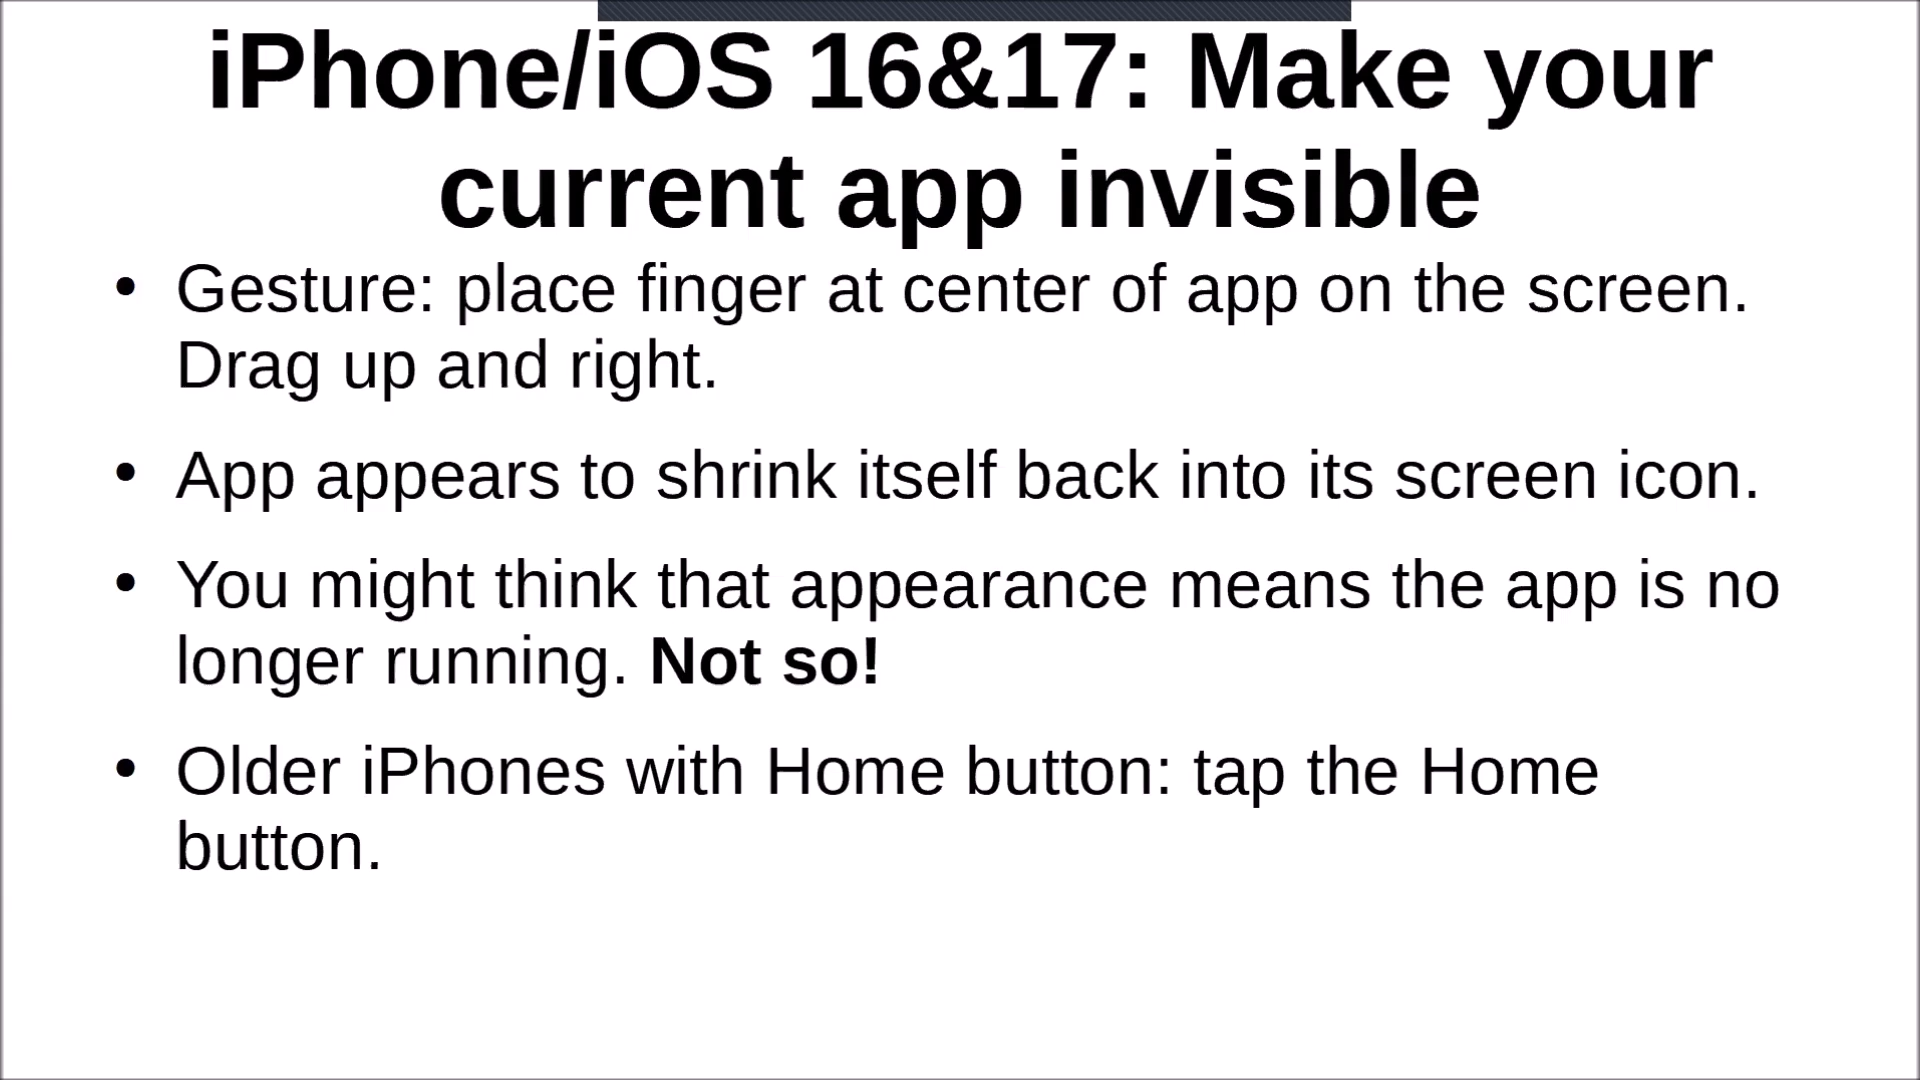 iPhone/iOS 16&17: Make your
current app invisible
• Gesture: place finger at center of app on the screen.
Drag up and right.
• App appears to shrink itself back into its screen icon.
• You might think that appearance means the app is no
longer running. Not so!
• Older iPhones with Home button: tap the Home
button.